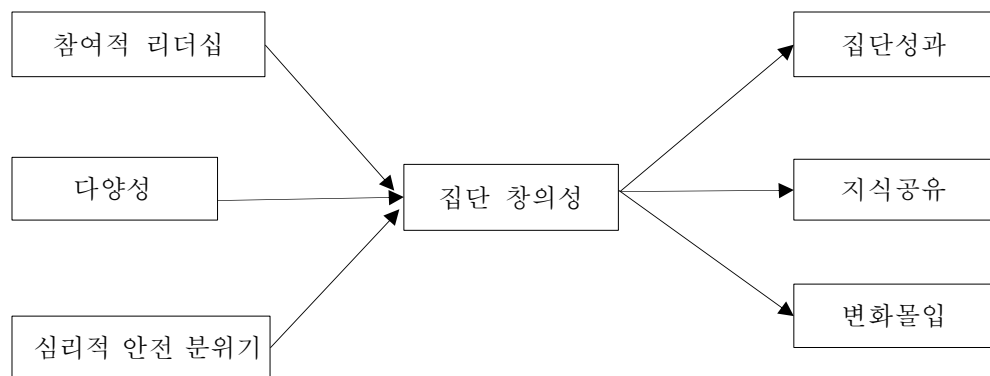 참여적 리더십
집단성과
다양성
집단 창의성
지식공유
심리적 안전 분위기
변화몰입